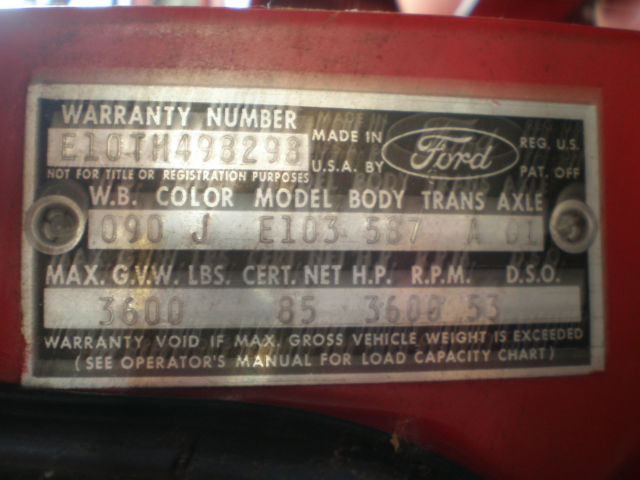 WARRANTY NUMBER
E10TH498298
NOT FOR TITLE OR REGISTRATION PURPOSES
MADE IN
U.S.A. BY
Ford
REG. U.S.
PAT. OFF
W.B. COLOR MODEL BODY TRANS AXLE
090 J E103 587 A 01
MAX. G.V.W. LBS. CERT. NET H.P. R.P.M. D.S.O.
3600 85 3600 53
WARRANTY VOID IF MAX. GROSS VEHICLE WEIGHT IS EXCEEDED
(SEE OPERATOR'S MANUAL FOR LOAD CAPACITY CHART)